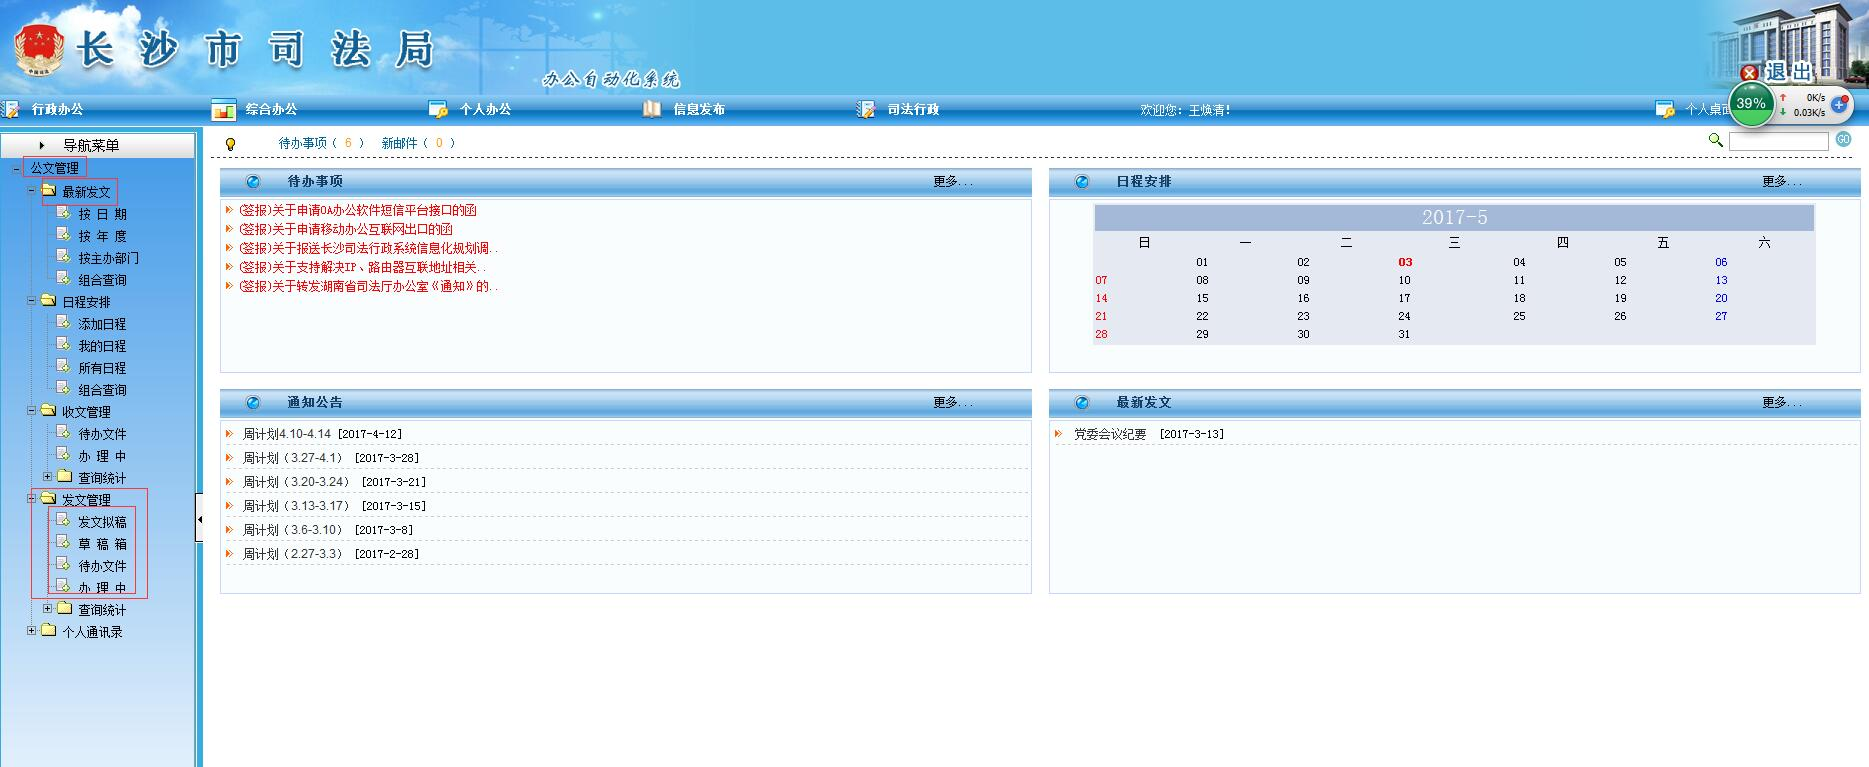 长沙市司法局
办公自动化系统
退出
行政办公
综合办公
个人办公
信息发布
司法行政
欢迎您：王焕清！
个人桌面
39%
0K/s
0.03K/s
导航菜单
公文管理
最新发文
按 日 期
按 年 度
按主办部门
组合查询
日程安排
添加日程
我的日程
所有日程
组合查询
收文管理
待办文件
办 理 中
查询统计
发文管理
发文拟稿
草 稿 箱
待办文件
办 理 中
查询统计
个人通讯录
待办事项（ 6 ） 新邮件（ 0 ）
GO
待办事项 更多...
(签报)关于申请OA办公软件短信平台接口的函
(签报)关于申请移动办公互联网出口的函
(签报)关于报送长沙司法行政系统信息化规划调..
(签报)关于支持解决IP、路由器互联地址相关..
(签报)关于转发湖南省司法厅办公室《通知》的..
日程安排 更多...
2017-5
日 一 二 三 四 五 六
01 02 03 04 05 06
07 08 09 10 11 12 13
14 15 16 17 18 19 20
21 22 23 24 25 26 27
28 29 30 31
通知公告 更多...
周计划4.10-4.14 [2017-4-12]
周计划（3.27-4.1） [2017-3-28]
周计划（3.20-3.24） [2017-3-21]
周计划（3.13-3.17） [2017-3-15]
周计划（3.6-3.10） [2017-3-8]
周计划（2.27-3.3） [2017-2-28]
最新发文 更多...
党委会议纪要 [2017-3-13]